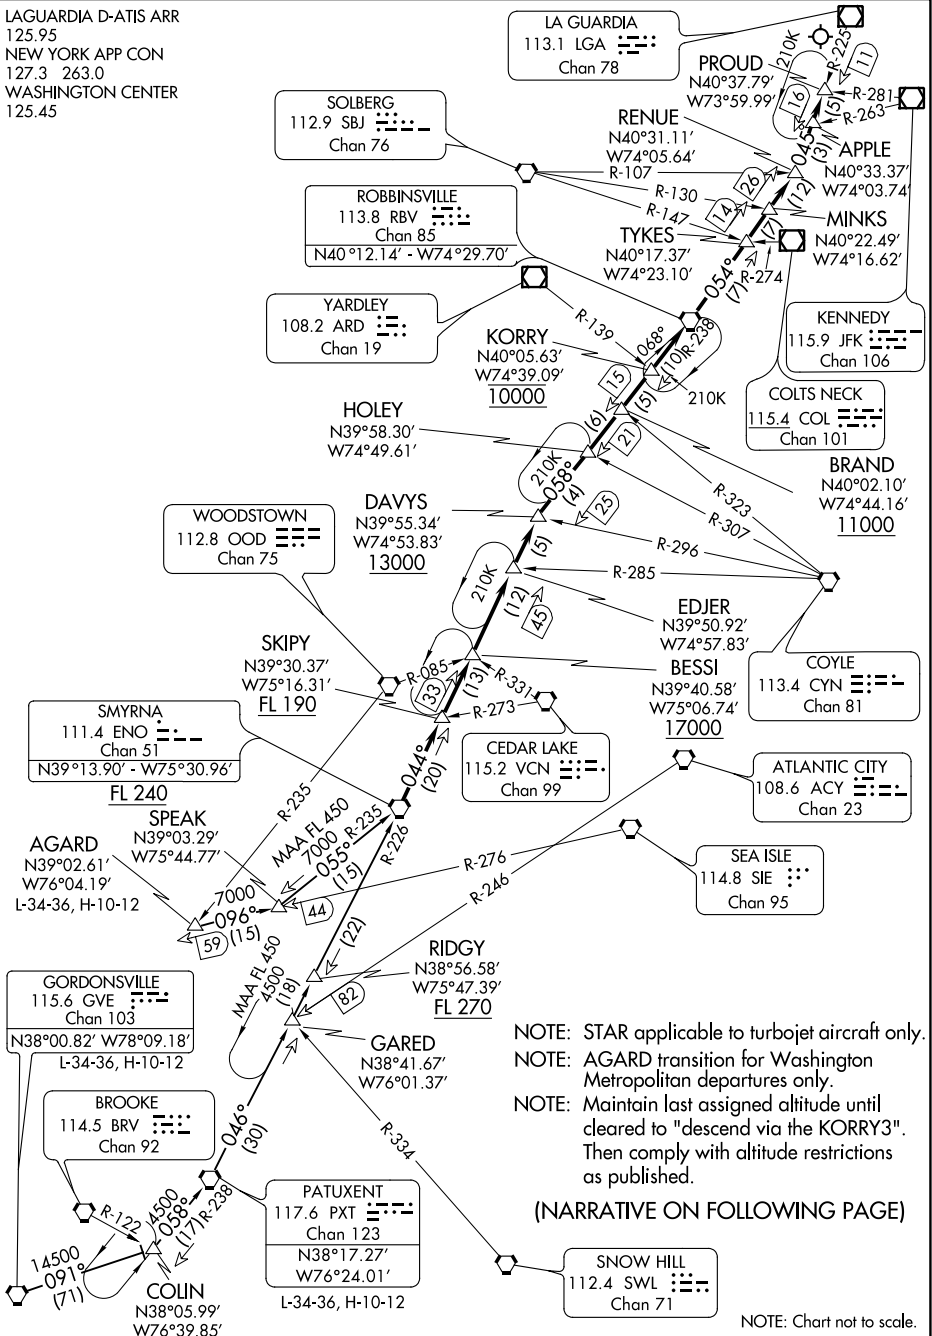 LAGUARDIA D-ATIS ARR
125.95
NEW YORK APP CON
127.3 263.0
WASHINGTON CENTER
125.45
LA GUARDIA
113.1 LGA
Chan 78
210K
R-225
11
PROUD
N40°37.79'
W73°59.99'
R-281
R-263
16
(5)
045°
(3)
APPLE
N40°33.37'
W74°03.74'
SOLBERG
112.9 SBJ
Chan 76
RENUE
N40°31.11'
W74°05.64'
R-107
R-130
R-147
26
14
(12)
(7)
MINKS
N40°22.49'
W74°16.62'
ROBBINSVILLE
113.8 RBV
Chan 85
N40°12.14' - W74°29.70'
TYKES
N40°17.37'
W74°23.10'
R-274
054°
(7)
YARDLEY
108.2 ARD
Chan 19
R-139
KENNEDY
115.9 JFK
Chan 106
KORRY
N40°05.63'
W74°39.09'
10000
068°
(10)
R-238
210K
15
(5)
(6)
21
COLTS NECK
115.4 COL
Chan 101
HOLEY
N39°58.30'
W74°49.61'
BRAND
N40°02.10'
W74°44.16'
11000
210K
058°
(4)
25
R-323
R-307
R-296
R-285
DAVYS
N39°55.34'
W74°53.83'
13000
(5)
WOODSTOWN
112.8 OOD
Chan 75
210K
(12)
45
EDJER
N39°50.92'
W74°57.83'
COYLE
113.4 CYN
Chan 81
SKIPY
N39°30.37'
W75°16.31'
FL 190
BESSI
N39°40.58'
W75°06.74'
17000
R-085
33
(13)
R-331
R-273
CEDAR LAKE
115.2 VCN
Chan 99
SMYRNA
111.4 ENO
Chan 51
N39°13.90' - W75°30.96'
FL 240
044°
(20)
R-235
ATLANTIC CITY
108.6 ACY
Chan 23
SPEAK
N39°03.29'
W75°44.77'
MAA FL 450
7000
R-235
055°
(15)
R-226
AGARD
N39°02.61'
W76°04.19'
L-34-36, H-10-12
7000
096°
(15)
59
44
R-276
R-246
SEA ISLE
114.8 SIE
Chan 95
(22)
RIDGY
N38°56.58'
W75°47.39'
FL 270
MAA FL 450
4500
(18)
82
GORDONSVILLE
115.6 GVE
Chan 103
N38°00.82' W78°09.18'
L-34-36, H-10-12
GARED
N38°41.67'
W76°01.37'
NOTE: STAR applicable to turbojet aircraft only.
NOTE: AGARD transition for Washington
Metropolitan departures only.
NOTE: Maintain last assigned altitude until
cleared to "descend via the KORRY3".
Then comply with altitude restrictions
as published.
(NARRATIVE ON FOLLOWING PAGE)
BROOKE
114.5 BRV
Chan 92
046°
(30)
R-334
R-122
4500
058°
(17)
R-238
PATUXENT
117.6 PXT
Chan 123
N38°17.27'
W76°24.01'
L-34-36, H-10-12
14500
091°
(71)
COLIN
N38°05.99'
W76°39.85'
SNOW HILL
112.4 SWL
Chan 71
NOTE: Chart not to scale.